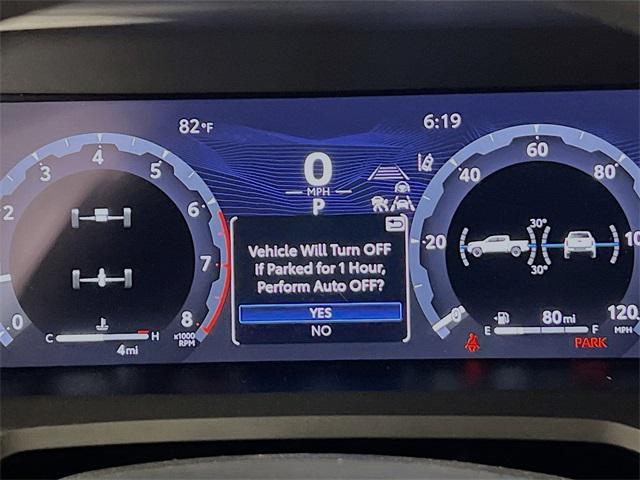 82°F
6:19
0
MPH
P
0
2
3
4
5
6
7
8
x1000
RPM
C
H
4mi
Vehicle Will Turn OFF
If Parked for 1 Hour,
Perform Auto OFF?
YES
NO
0
20
40
60
80
10
120
MPH
30°
30°
80mi
E
F
PARK